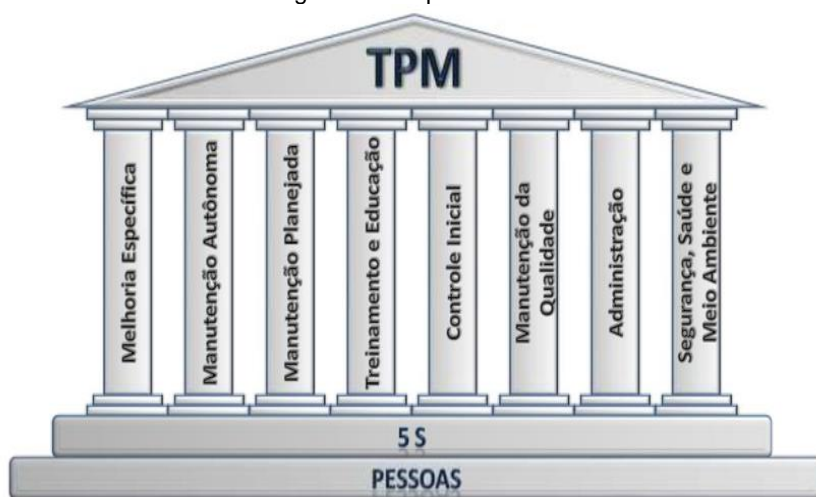 TPM
Melhoria Específica
Manutenção Autônoma
Manutenção Planejada
Treinamento e Educação
Controle Inicial
Manutenção da
Qualidade
Administração
Segurança, Saúde e
Meio Ambiente
5 S
PESSOAS